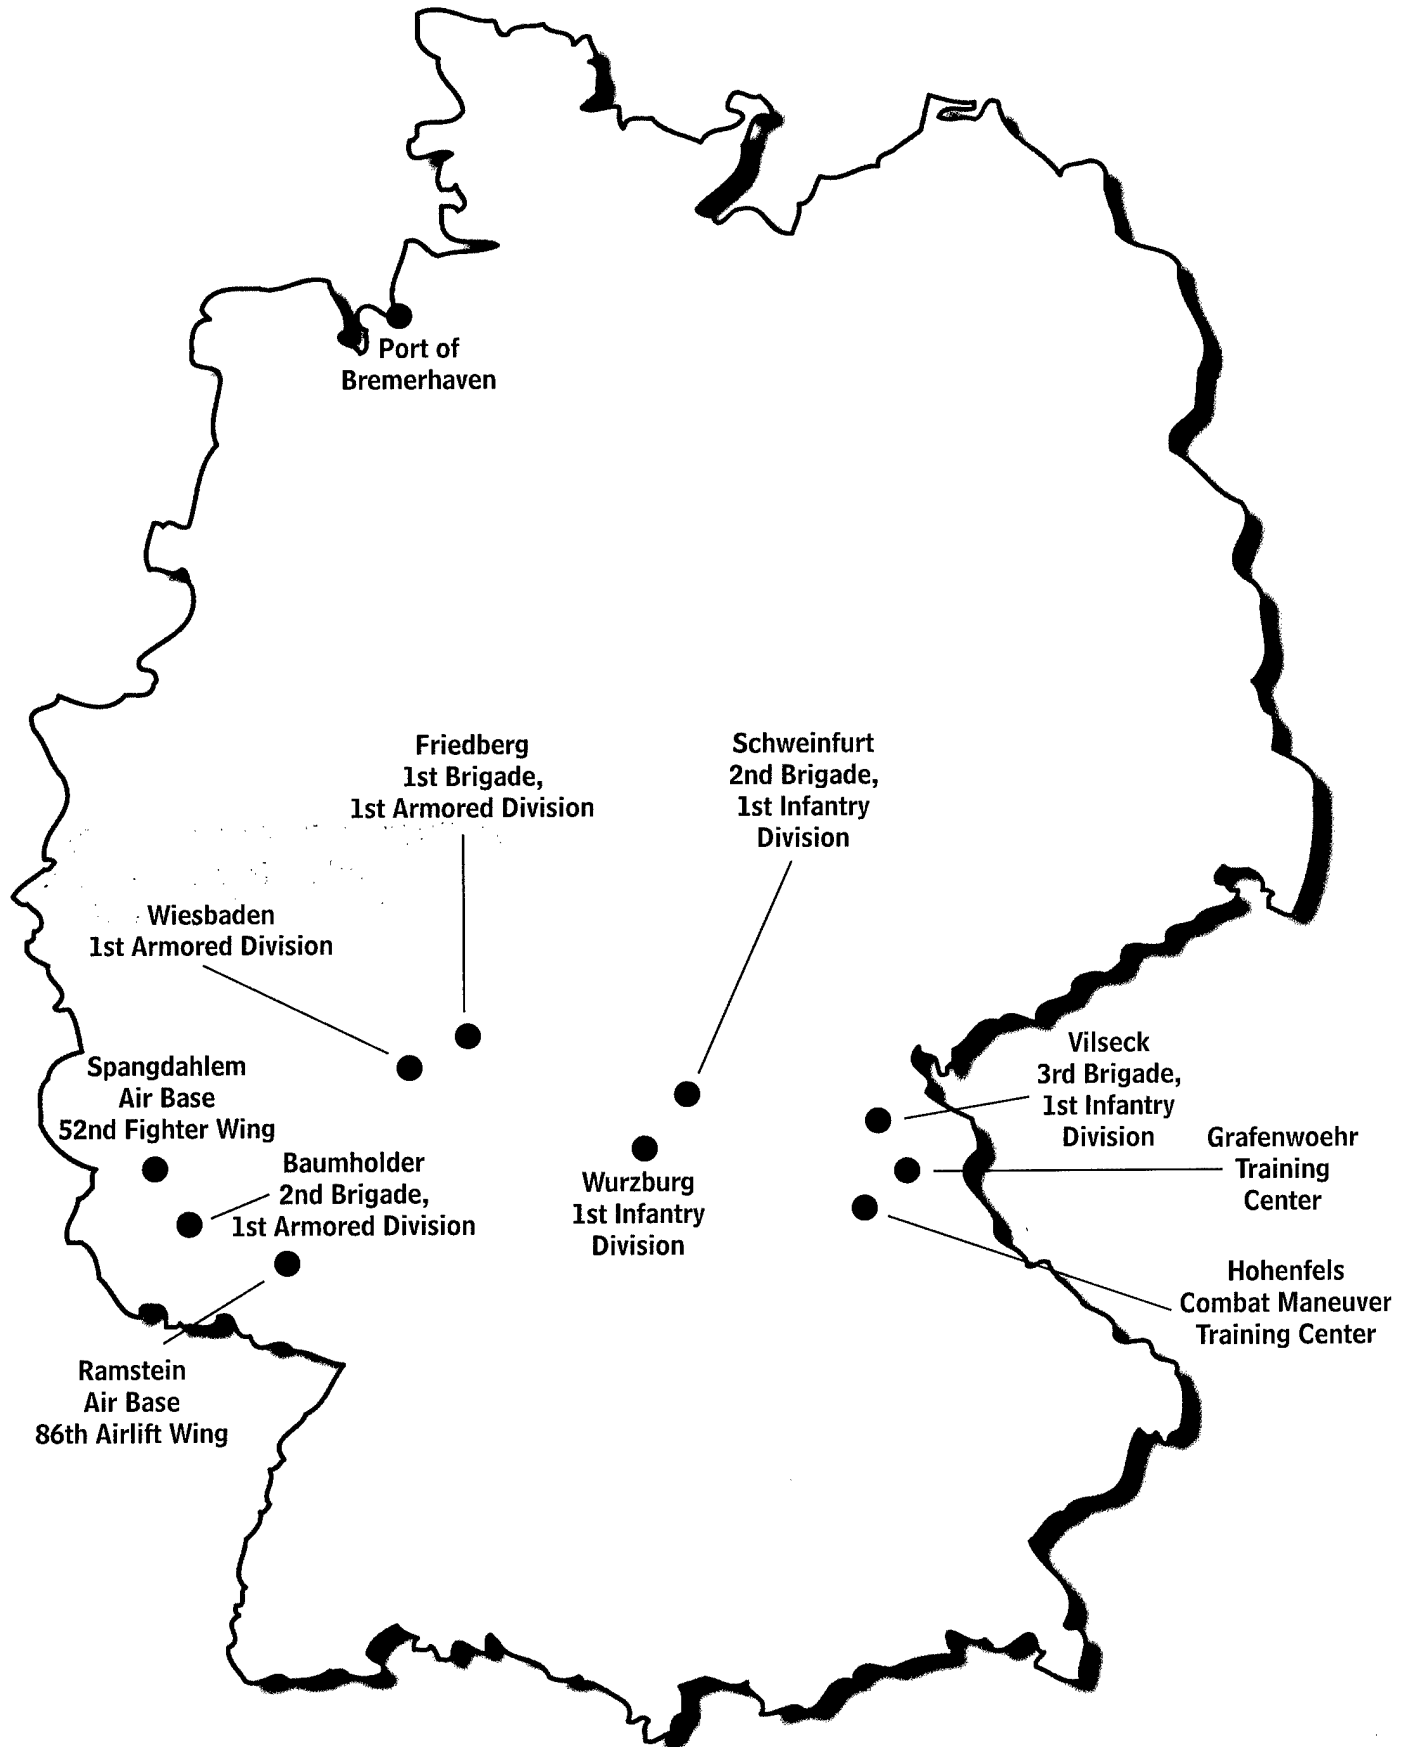 Port of
Bremerhaven
Friedberg
1st Brigade,
1st Armored Division
Schweinfurt
2nd Brigade,
1st Infantry
Division
Wiesbaden
1st Armored Division
Spangdahlem
Air Base
52nd Fighter Wing
Baumholder
2nd Brigade,
1st Armored Division
Wurzburg
1st Infantry
Division
Vilseck
3rd Brigade,
1st Infantry
Division
Grafenwoehr
Training
Center
Hohenfels
Combat Maneuver
Training Center
Ramstein
Air Base
86th Airlift Wing